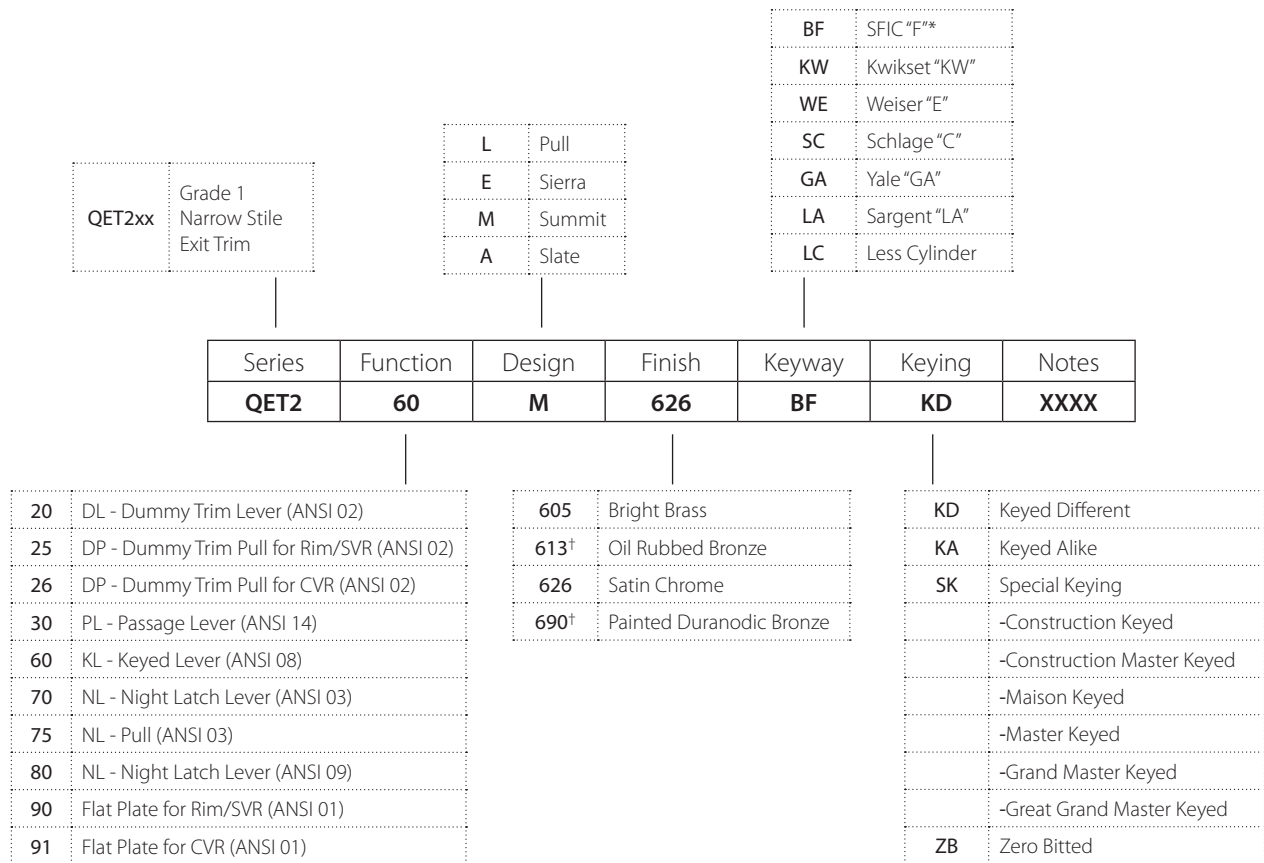 BF SFIC "F"*
KW Kwikset "KW"
WE Weiser "E"
SC Schlage "C"
GA Yale "GA"
LA Sargent "LA"
LC Less Cylinder
L Pull
E Sierra
M Summit
A Slate
QET2xx
Grade 1
Narrow Stile
Exit Trim
Series Function Design Finish Keyway Keying Notes
QET2 60 M 626 BF KD XXXX
20 DL - Dummy Trim Lever (ANSI 02)
25 DP - Dummy Trim Pull for Rim/SVR (ANSI 02)
26 DP - Dummy Trim Pull for CVR (ANSI 02)
30 PL - Passage Lever (ANSI 14)
60 KL - Keyed Lever (ANSI 08)
70 NL - Night Latch Lever (ANSI 03)
75 NL - Pull (ANSI 03)
80 NL - Night Latch Lever (ANSI 09)
90 Flat Plate for Rim/SVR (ANSI 01)
91 Flat Plate for CVR (ANSI 01)
605 Bright Brass
613† Oil Rubbed Bronze
626 Satin Chrome
690† Painted Duranodic Bronze
KD Keyed Different
KA Keyed Alike
SK Special Keying
-Construction Keyed
-Construction Master Keyed
-Maison Keyed
-Master Keyed
-Grand Master Keyed
-Great Grand Master Keyed
ZB Zero Bitted